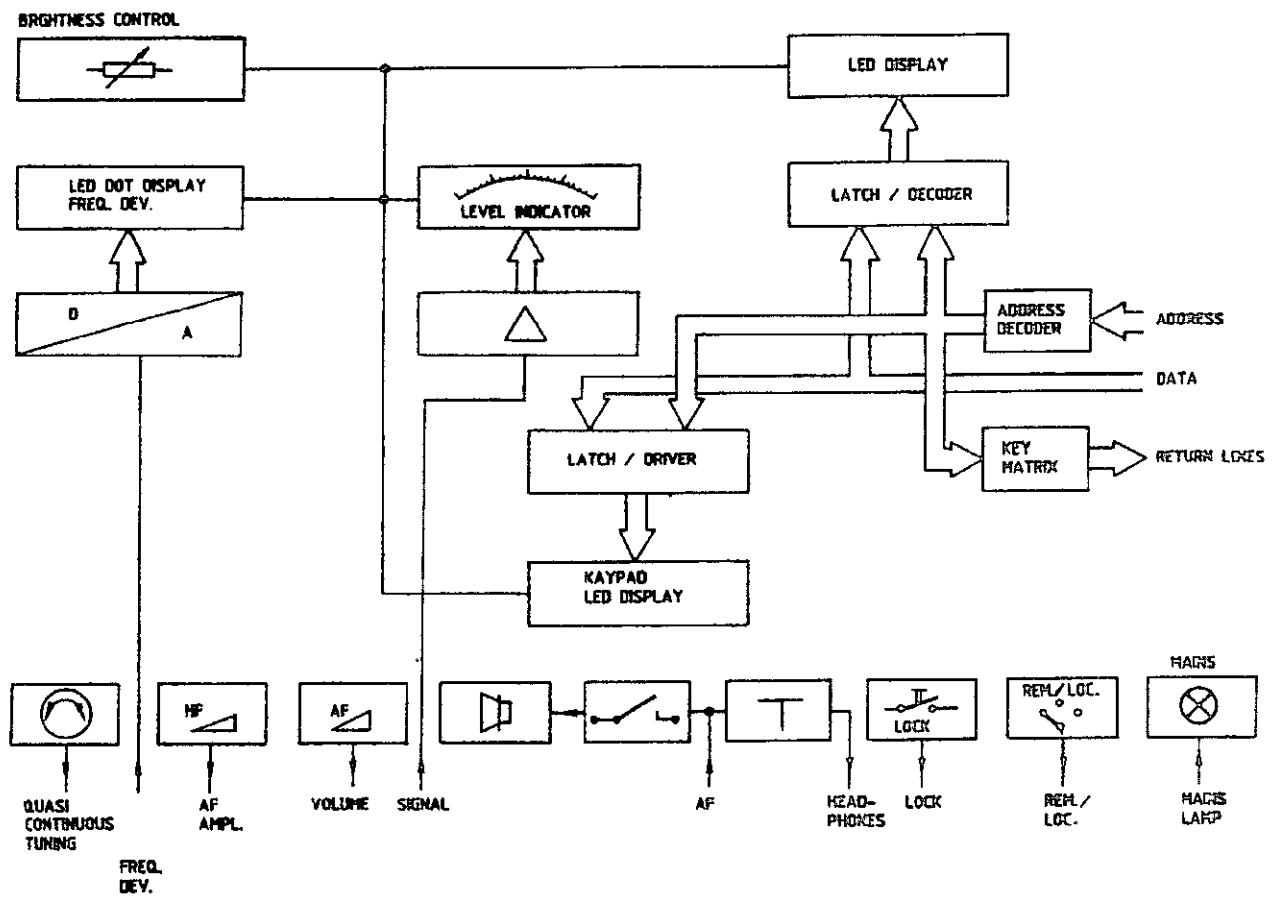 BRGHTNESS CONTROL
LED DISPLAY
LED DOT DISPLAY
FREQ. DEV.
LEVEL INDICATOR
LATCH / DECODER
D
A
ADDRESS
DECODER
ADDRESS
DATA
LATCH / DRIVER
KEY
MATRIX
RETURN LINES
KAYPAD
LED DISPLAY
MAINS
HF
AF
LOCK
REM./LOC.
QUASI
CONTINUOUS
TUNING
FREQ.
DEV.
AF
AMPL.
VOLUME
SIGNAL
AF
HEAD-
PHONES
LOCK
REM./
LOC.
MAINS
LAMP